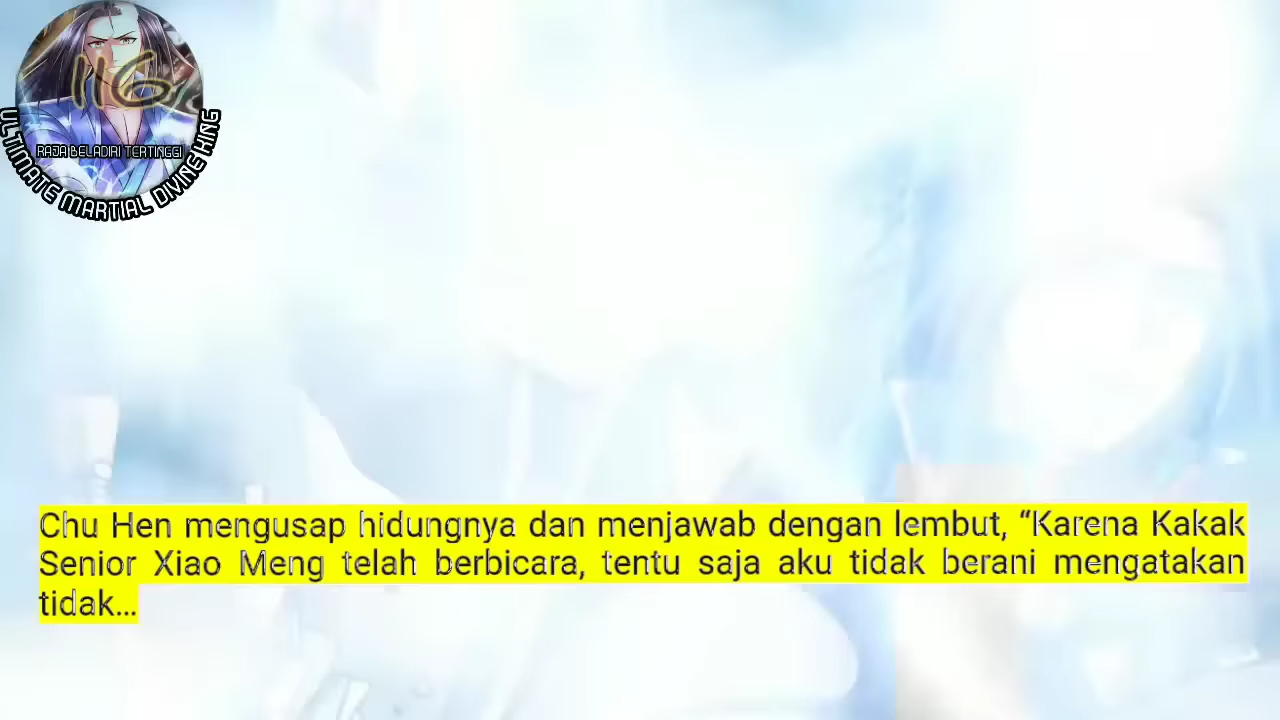 116
RAJA BELADIRI TERTINGGI
ULTIMATE MARTIAL DIVINE KING
Chu Hen mengusap hidungnya dan menjawab dengan lembut, “Karena Kakak
Senior Xiao Meng telah berbicara, tentu saja aku tidak berani mengatakan
tidak…